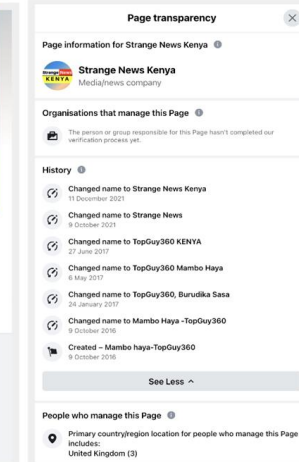 Page transparency
Page information for Strange News Kenya
Strange News
KENYA
Strange News Kenya
Media/news company
Organisations that manage this Page
The person or group responsible for this Page hasn't completed our
verification process yet.
History
Changed name to Strange News Kenya
11 December 2021
Changed name to Strange News
9 October 2021
Changed name to TopGuy360 KENYA
27 June 2017
Changed name to TopGuy360 Mambo Haya
6 May 2017
Changed name to TopGuy360, Burudika Sasa
24 January 2017
Changed name to Mambo Haya -TopGuy360
9 October 2016
Created – Mambo haya-TopGuy360
9 October 2016
See Less
People who manage this Page
Primary country/region location for people who manage this Page
includes:
United Kingdom (3)